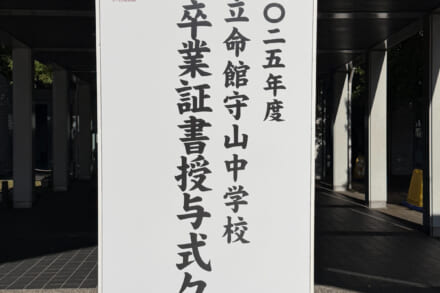 〇二五年度
立命館守山中学校
卒業証書授与式